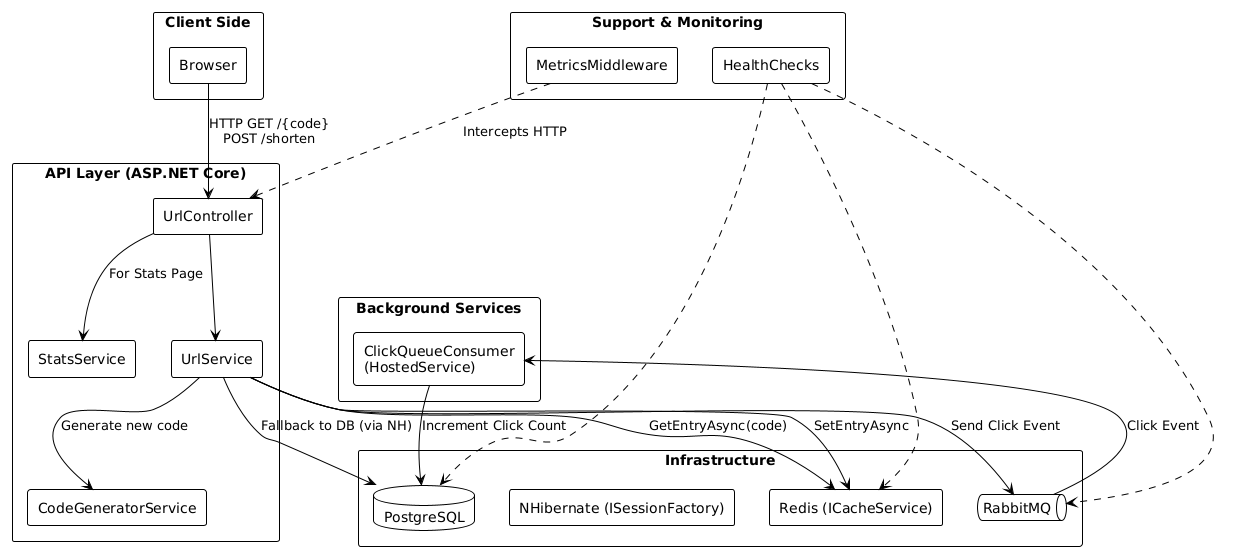 Client Side
Support & Monitoring
Browser
MetricsMiddleware
HealthChecks
HTTP GET /{code}
POST /shorten
Intercepts HTTP
API Layer (ASP.NET Core)
UrlController
For Stats Page
Background Services
StatsService
UrlService
ClickQueueConsumer
(HostedService)
Generate new code
Fallback to DB (via NH)
Increment Click Count
GetEntryAsync(code)
SetEntryAsync
Send Click Event
Click Event
Infrastructure
CodeGeneratorService
PostgreSQL
NHibernate (ISessionFactory)
Redis (ICacheService)
RabbitMQ